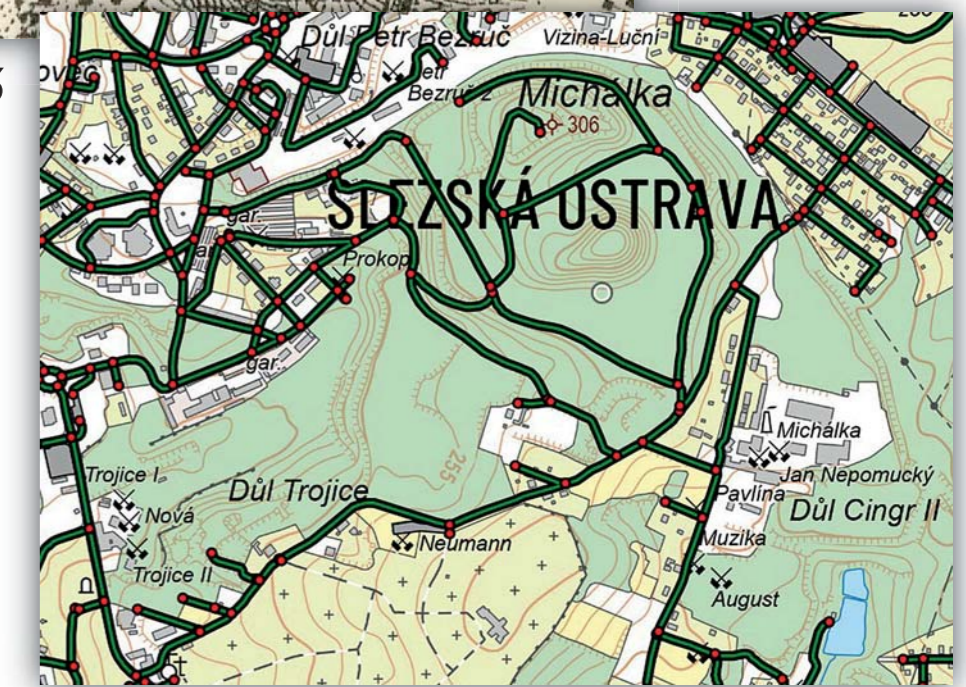 Důl Petr Bezruč
Vizina-Luční
Bezruč 2
Michálka
306
SLEZSKÁ OSTRAVA
gar.
Prokop
gar.
255
Trojice I
Nová
Trojice II
Důl Trojice
Neumann
Michálka
Jan Nepomucký
Pavlína
Důl Cingr II
Muzika
August